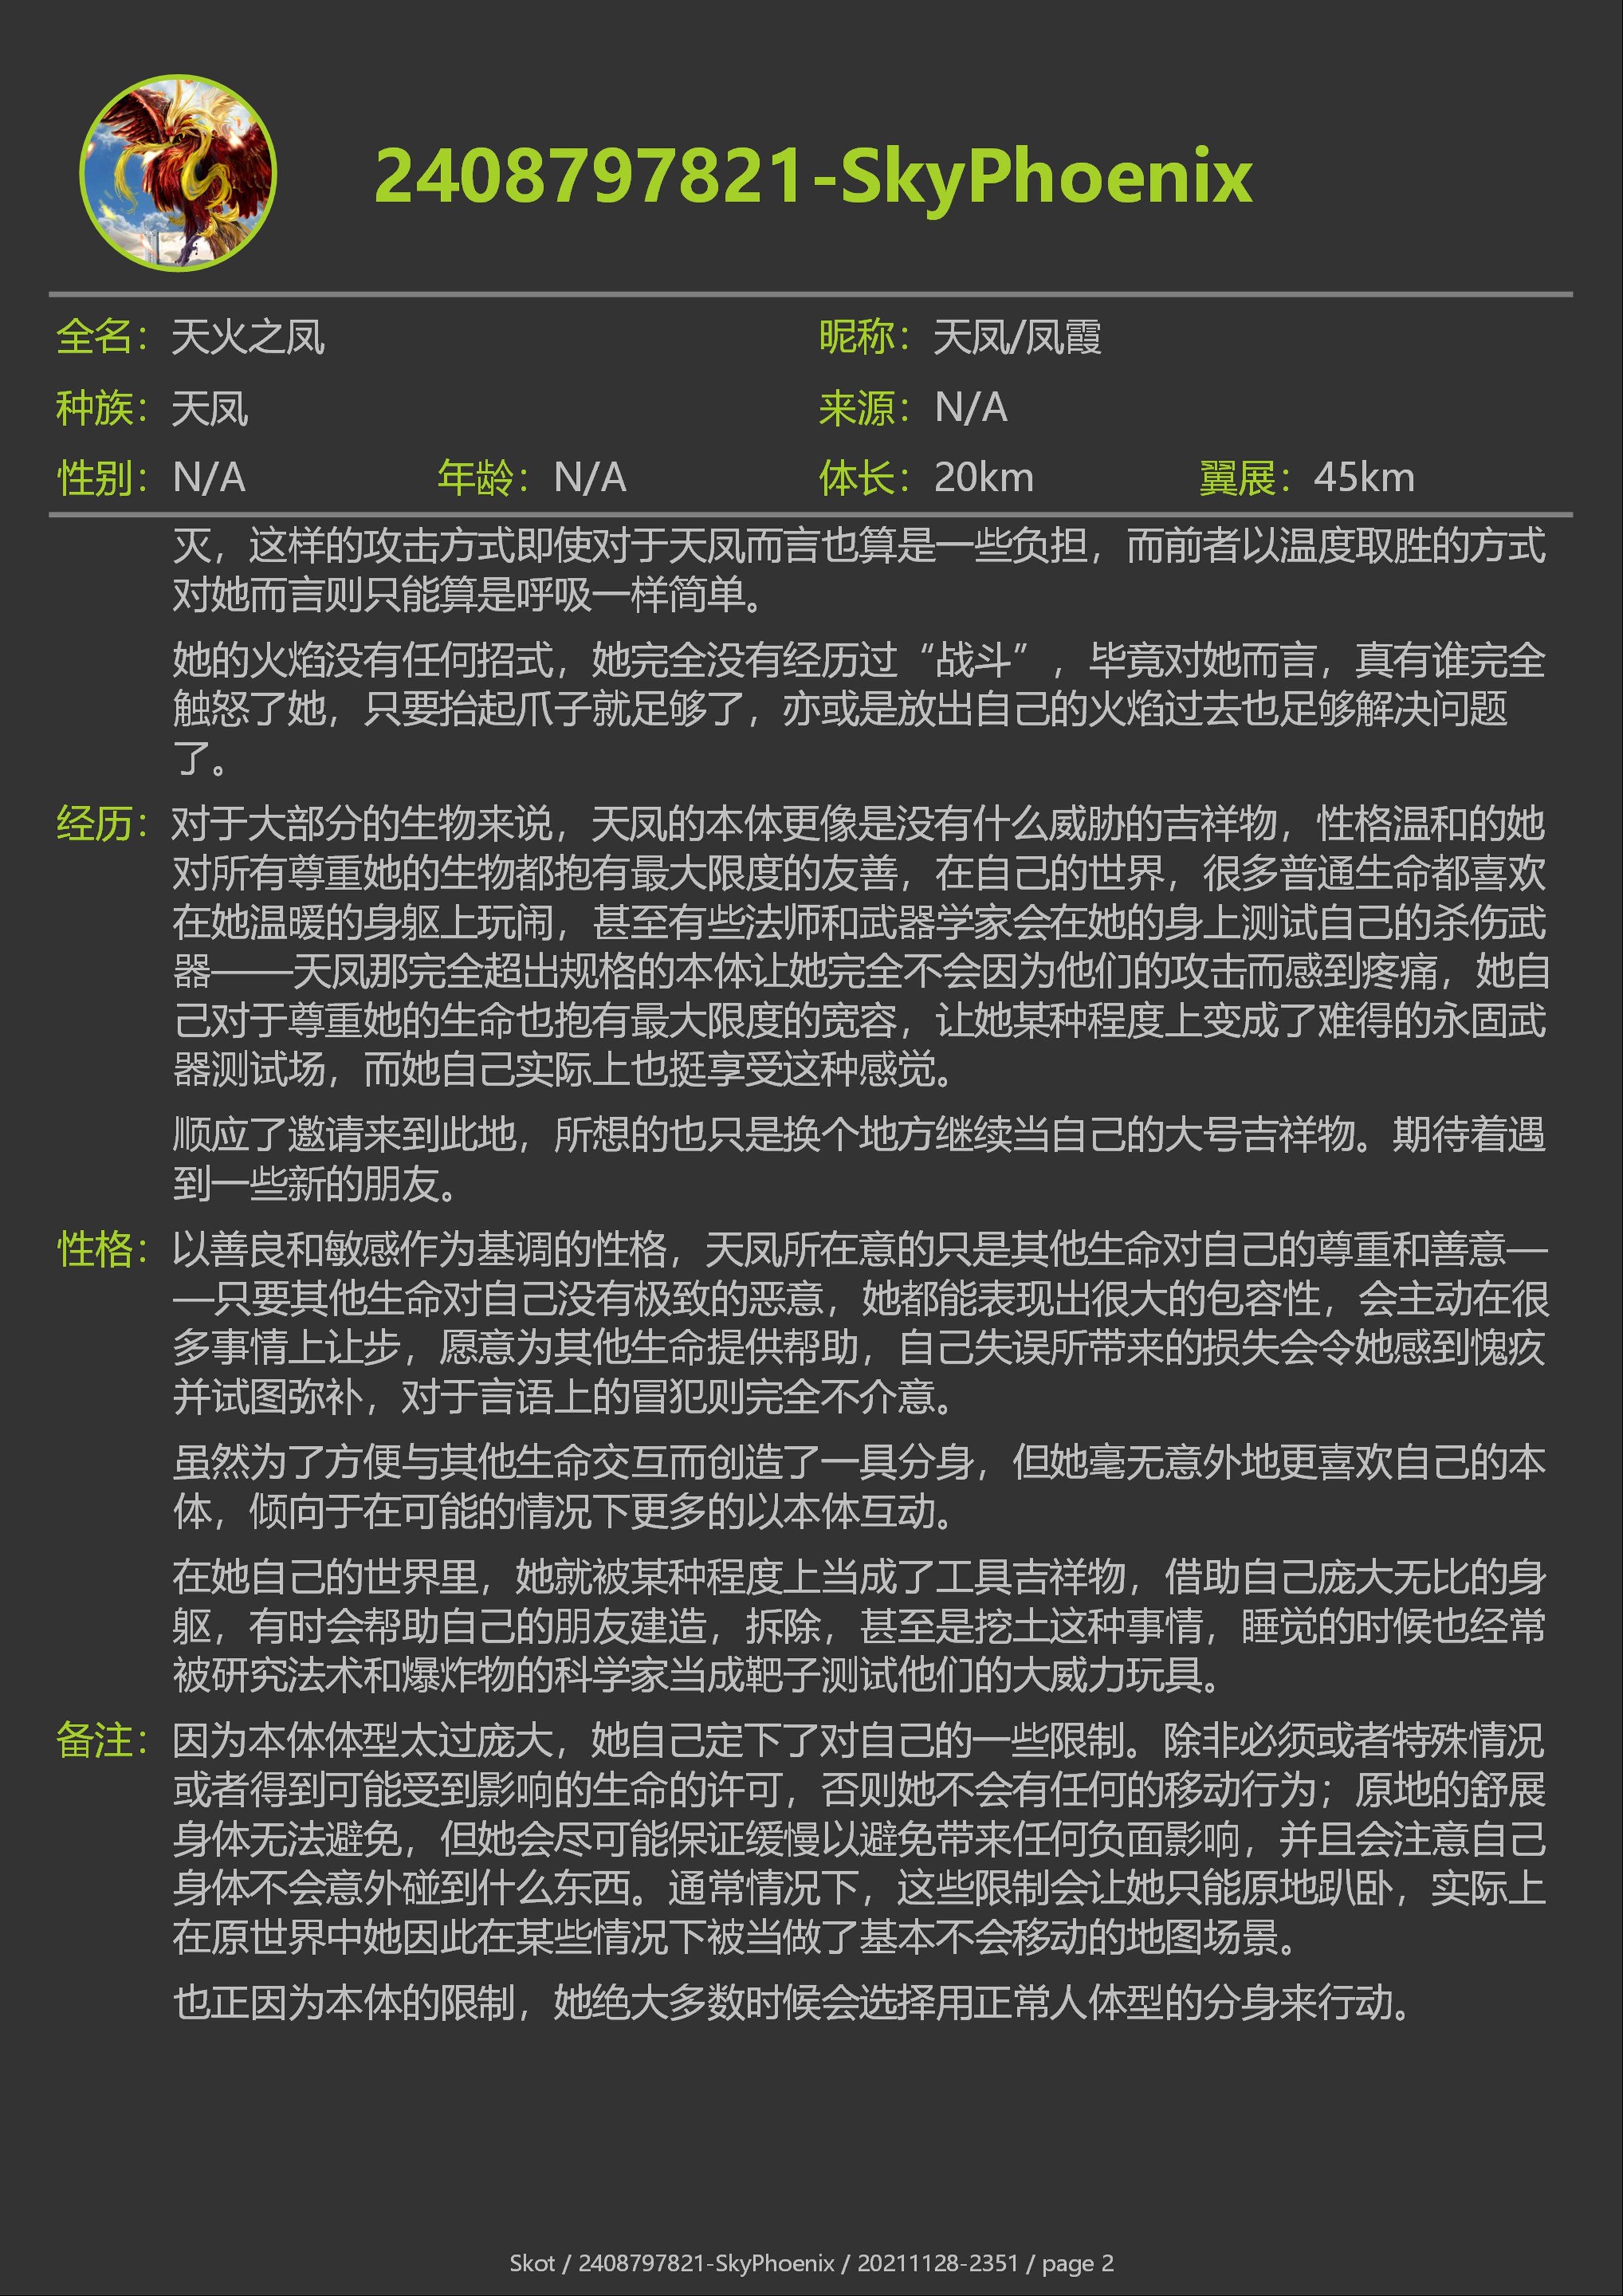 2408797821-SkyPhoenix
全名：天火之凤
昵称：天凤/凤霞
种族：天凤
来源：N/A
性别：N/A
年龄：N/A
体长：20km
翼展：45km
灭，这样的攻击方式即使对于天凤而言也算是一些负担，而前者以温度取胜的方式
对她而言则只能算是呼吸一样简单。
她的火焰没有任何招式，她完全没有经历过“战斗”，毕竟对她而言，真有谁完全
触怒了她，只要抬起爪子就足够了，亦或是放出自己的火焰过去也足够解决问题
了。
经历：对于大部分的生物来说，天凤的本体更像是没有什么威胁的吉祥物，性格温和的她
对所有尊重她的生物都抱有最大限度的友善，在自己的世界，很多普通生命都喜欢
在她温暖的身躯上玩闹，甚至有些法师和武器学家会在她的身上测试自己的杀伤武
器——天凤那完全超出规格的本体让她完全不会因为他们的攻击而感到疼痛，她自
己对于尊重她的生命也抱有最大限度的宽容，让她某种程度上变成了难得的永固武
器测试场，而她自己实际上也挺享受这种感觉。
顺应了邀请来到此地，所想的也只是换个地方继续当自己的大号吉祥物。期待着遇
到一些新的朋友。
性格：以善良和敏感作为基调的性格，天凤所在意的只是其他生命对自己的尊重和善意—
—只要其他生命对自己没有极致的恶意，她都能表现出很大的包容性，会主动在很
多事情上让步，愿意为其他生命提供帮助，自己失误所带来的损失会令她感到愧疚
并试图弥补，对于言语上的冒犯则完全不介意。
虽然为了方便与其他生命交互而创造了一具分身，但她毫无意外地更喜欢自己的本
体，倾向于在可能的情况下更多的以本体互动。
在她自己的世界里，她就被某种程度上当成了工具吉祥物，借助自己庞大无比的身
躯，有时会帮助自己的朋友建造，拆除，甚至是挖土这种事情，睡觉的时候也经常
被研究法术和爆炸物的科学家当成靶子测试他们的大威力玩具。
备注：因为本体体型太过庞大，她自己定下了对自己的一些限制。除非必须或者特殊情况
或者得到可能受到影响的生命的许可，否则她不会有任何的移动行为；原地的舒展
身体无法避免，但她会尽可能保证缓慢以避免带来任何负面影响，并且会注意自己
身体不会意外碰到什么东西。通常情况下，这些限制会让她只能原地趴卧，实际上
在原世界中她因此在某些情况下被当做了基本不会移动的地图场景。
也正因为本体的限制，她绝大多数时候会选择用正常人体型的分身来行动。
Skot / 2408797821-SkyPhoenix / 20211128-2351 / page 2